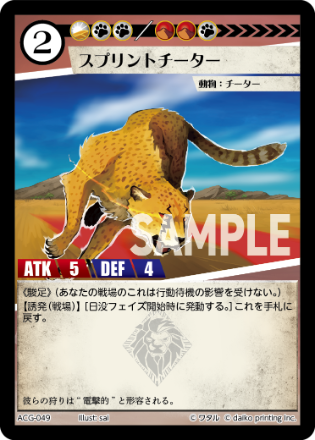 2
スプリントチーター
動物：チーター
SAMPLE
ATK 5 DEF 4
《駿足》（あなたの戦場のこれは行動待機の影響を受けない。）
【誘発（戦場）】［日没フェイズ開始時に発動する。］これを手札に
戻す。
彼らの狩りは"電撃的"と形容される。
ACG-049 Illust: sai © ワタル © daiko printing inc.